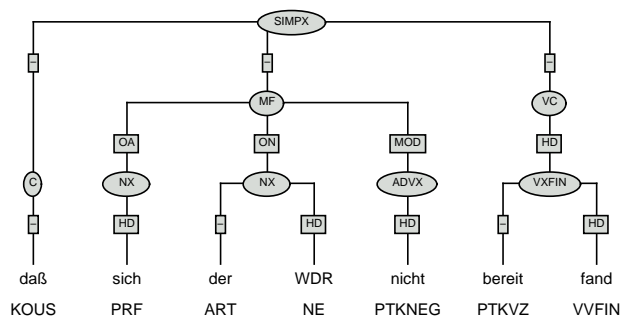 SIMPX
– – –
MF VC
OA ON MOD HD
C NX NX ADVX VXFIN
– HD – HD HD – HD
daß sich der WDR nicht bereit fand
KOUS PRF ART NE PTKNEG PTKVZ VVFIN